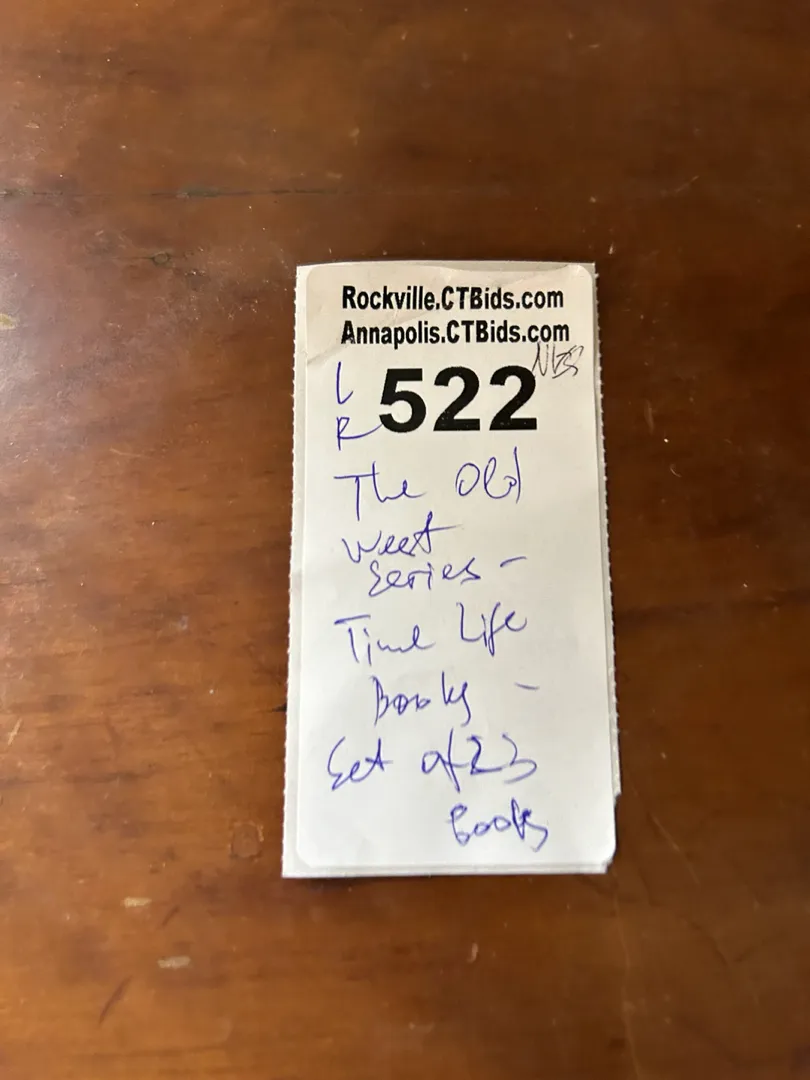 Rockville.CTBids.com
Annapolis.CTBids.com
L
R
522
The Old
West
Series -
Time Life
Books -
Set of 23
Books